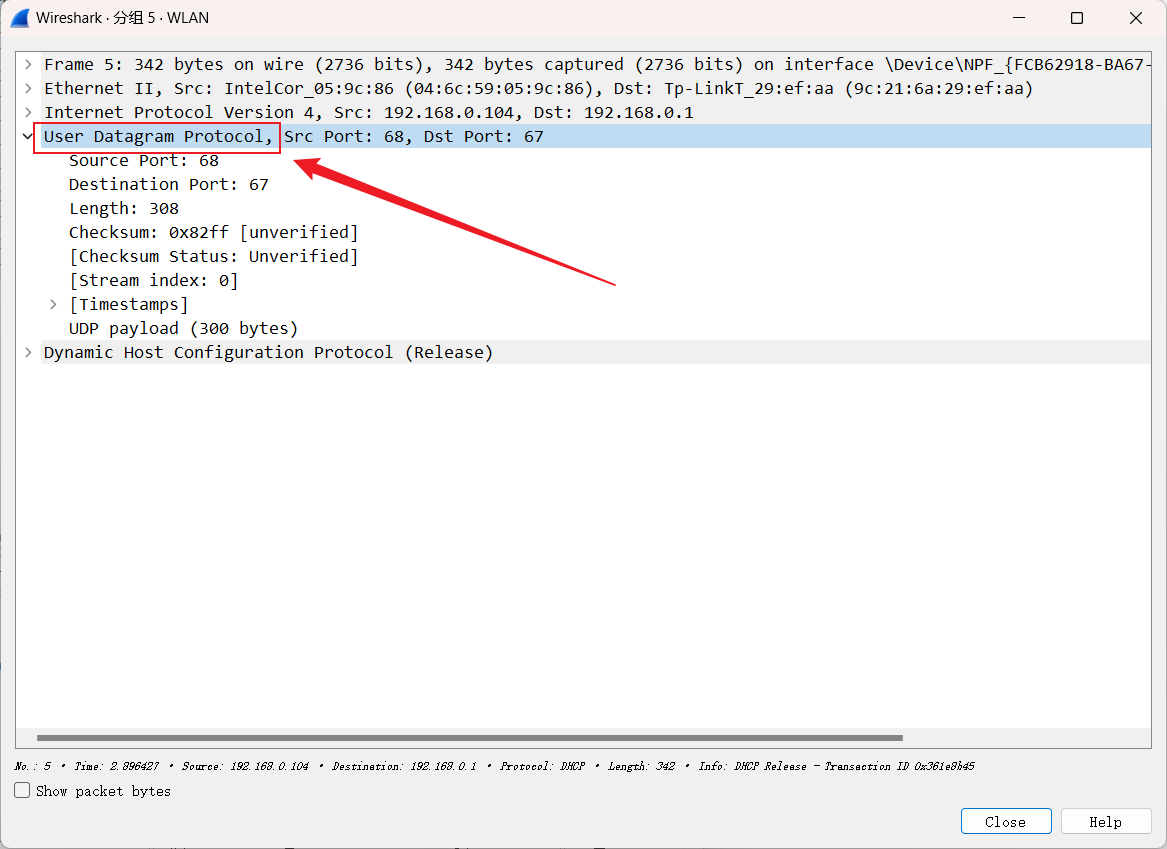 Wireshark · 分组 5 · WLAN
Frame 5: 342 bytes on wire (2736 bits), 342 bytes captured (2736 bits) on interface \Device\NPF_{FCB62918-BA67-
Ethernet II, Src: IntelCor_05:9c:86 (04:6c:59:05:9c:86), Dst: Tp-LinkT_29:ef:aa (9c:21:6a:29:ef:aa)
Internet Protocol Version 4, Src: 192.168.0.104, Dst: 192.168.0.1
User Datagram Protocol, Src Port: 68, Dst Port: 67
Source Port: 68
Destination Port: 67
Length: 308
Checksum: 0x82ff [unverified]
[Checksum Status: Unverified]
[Stream index: 0]
[Timestamps]
UDP payload (300 bytes)
Dynamic Host Configuration Protocol (Release)
No.: 5 · Time: 2.896427 · Source: 192.168.0.104 · Destination: 192.168.0.1 · Protocol: DHCP · Length: 342 · Info: DHCP Release - Transaction ID 0x361e8b45
Show packet bytes
Close
Help